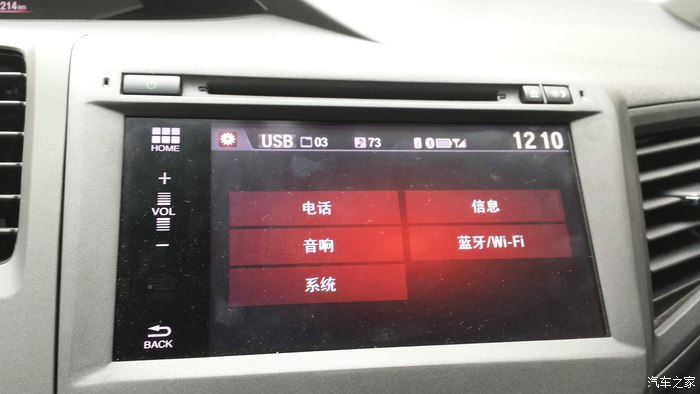 214km
HOME
USB 03 73 12:10
+
VOL
−
电话 信息
音响 蓝牙/Wi-Fi
系统
BACK
汽车之家